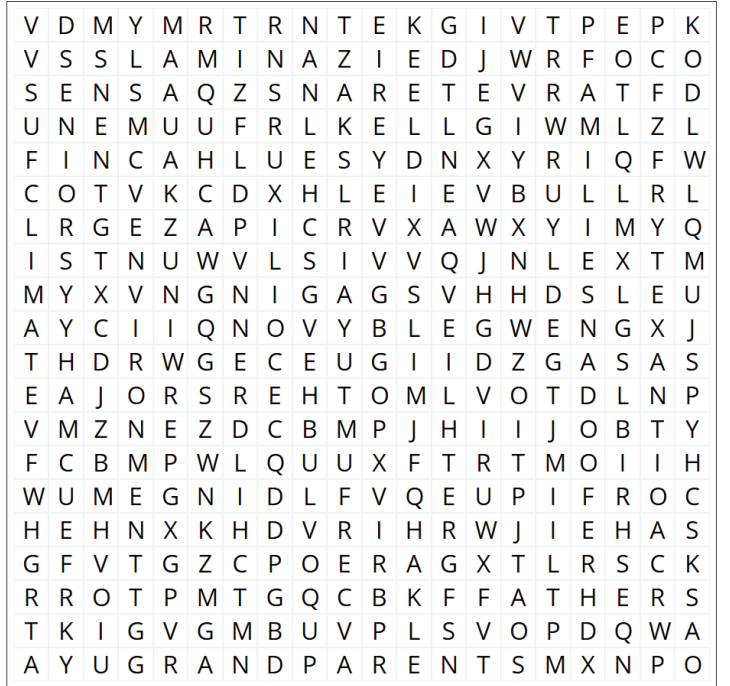 V D M Y M R T R N T E K G I V T P E P K
V S S L A M I N A Z I E D J W R F O C O
S E N S A Q Z S N A R E T E V R A T F D
U N E M U U F R L K E L L G I W M L Z L
F I N C A H L U E S Y D N X Y R I Q F W
C O T V K C D X H L E I E V B U L L R L
L R G E Z A P I C R V X A W X Y I M Y Q
I S T N U W V L S I V V Q J N L E X T M
M Y X V N G N I G A G S V H H D S L E U
A Y C I I Q N O V Y B L E G W E N G X J
T H D R W G E C E U G I I D Z G A S A S
E A J O R S R E H T O M L V O T D L N P
V M Z N E Z D C B M P J H I I J O B T Y
F C B M P W L Q U U X F T R T M O I I H
W U M E G N I D L F V Q E U P I F R O C
H E H N X K H D V R I H R W J I E H A S
G F V T G Z C P O E R A G X T L R S C K
R R O T P M T G Q C B K F F A T H E R S
T K I G V G M B U V P L S V O P D Q W A
A Y U G R A N D P A R E N T S M X N P O